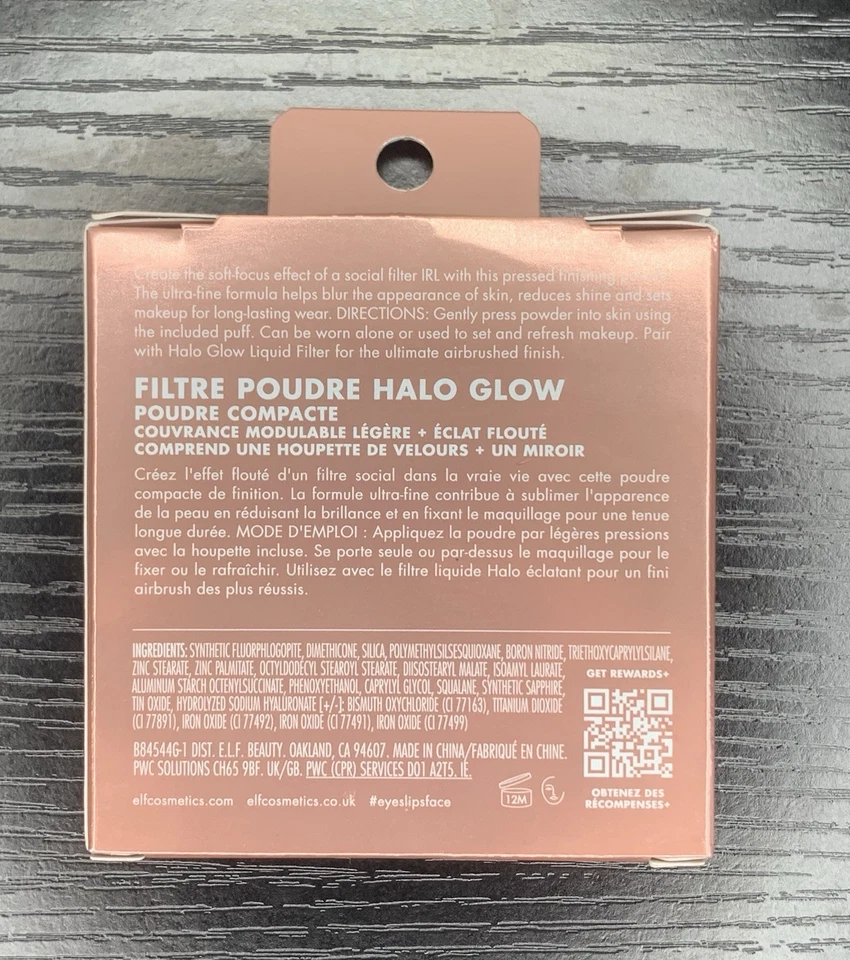 Create the soft-focus effect of a social filter IRL with this pressed finishing
The ultra-fine formula helps blur the appearance of skin, reduces shine and sets
makeup for long-lasting wear. DIRECTIONS: Gently press powder into skin using
the included puff. Can be worn alone or used to set and refresh makeup. Pair
with Halo Glow Liquid Filter for the ultimate airbrushed finish.
FILTRE POUDRE HALO GLOW
POUDRE COMPACTE
COUVRANCE MODULABLE LÉGÈRE + ÉCLAT FLOUTÉ
COMPREND UNE HOUPETTE DE VELOURS + UN MIROIR
Créez l'effet flouté d'un filtre social dans la vraie vie avec cette poudre
compacte de finition. La formule ultra-fine contribue à sublimer l'apparence
de la peau en réduisant la brillance et en fixant le maquillage pour une tenue
longue durée. MODE D'EMPLOI : Appliquez la poudre par légères pressions
avec la houpette incluse. Se porte seule ou par-dessus le maquillage pour le
fixer ou le rafraîchir. Utilisez avec le filtre liquide Halo éclatant pour un fini
airbrush des plus réussis.
INGREDIENTS: SYNTHETIC FLUORPHLOGOPITE, DIMETHICONE, SILICA, POLYMETHYLSILSESQUIOXANE, BORON NITRIDE, TRIETHOXYCAPRYLYLSILANE,
ZINC STEARATE, ZINC PALMITATE, OCTYLDODECYL STEAROYL STEARATE, DIISOSTEARYL MALATE, ISOAMYL LAURATE,
ALUMINUM STARCH OCTENYLSUCCINATE, PHENOXYETHANOL, CAPRYLYL GLYCOL, SQUALANE, SYNTHETIC SAPPHIRE,
TIN OXIDE, HYDROLYZED SODIUM HYALURONATE [+/-]: BISMUTH OXYCHLORIDE (CI 77163), TITANIUM DIOXIDE
(CI 77891), IRON OXIDE (CI 77492), IRON OXIDE (CI 77491), IRON OXIDE (CI 77499)
B84544G-1 DIST. E.L.F. BEAUTY. OAKLAND, CA 94607. MADE IN CHINA/FABRIQUÉ EN CHINE.
PWC SOLUTIONS CH65 9BF. UK/GB. PWC (CPR) SERVICES D01 A2T5. IE.
elfcosmetics.com elfcosmetics.co.uk #eyeslipsface
12M
GET REWARDS+
OBTENEZ DES
RÉCOMPENSES+